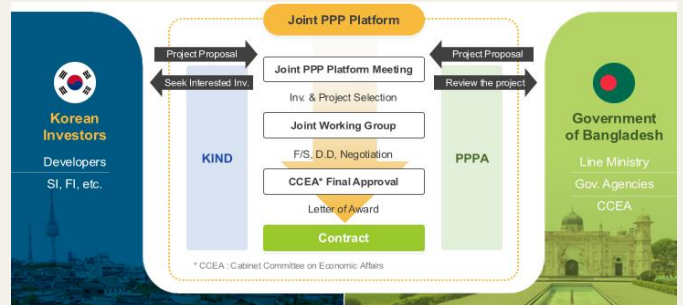 Joint PPP Platform
Project Proposal
Project Proposal
Seek Interested Inv.
Review the project
Joint PPP Platform Meeting
Inv. & Project Selection
Joint Working Group
F/S, D.D, Negotiation
CCEA* Final Approval
Letter of Award
Contract
KIND
PPPA
* CCEA : Cabinet Committee on Economic Affairs
Korean
Investors
Developers
SI, FI, etc.
Government
of Bangladesh
Line Ministry
Gov. Agencies
CCEA